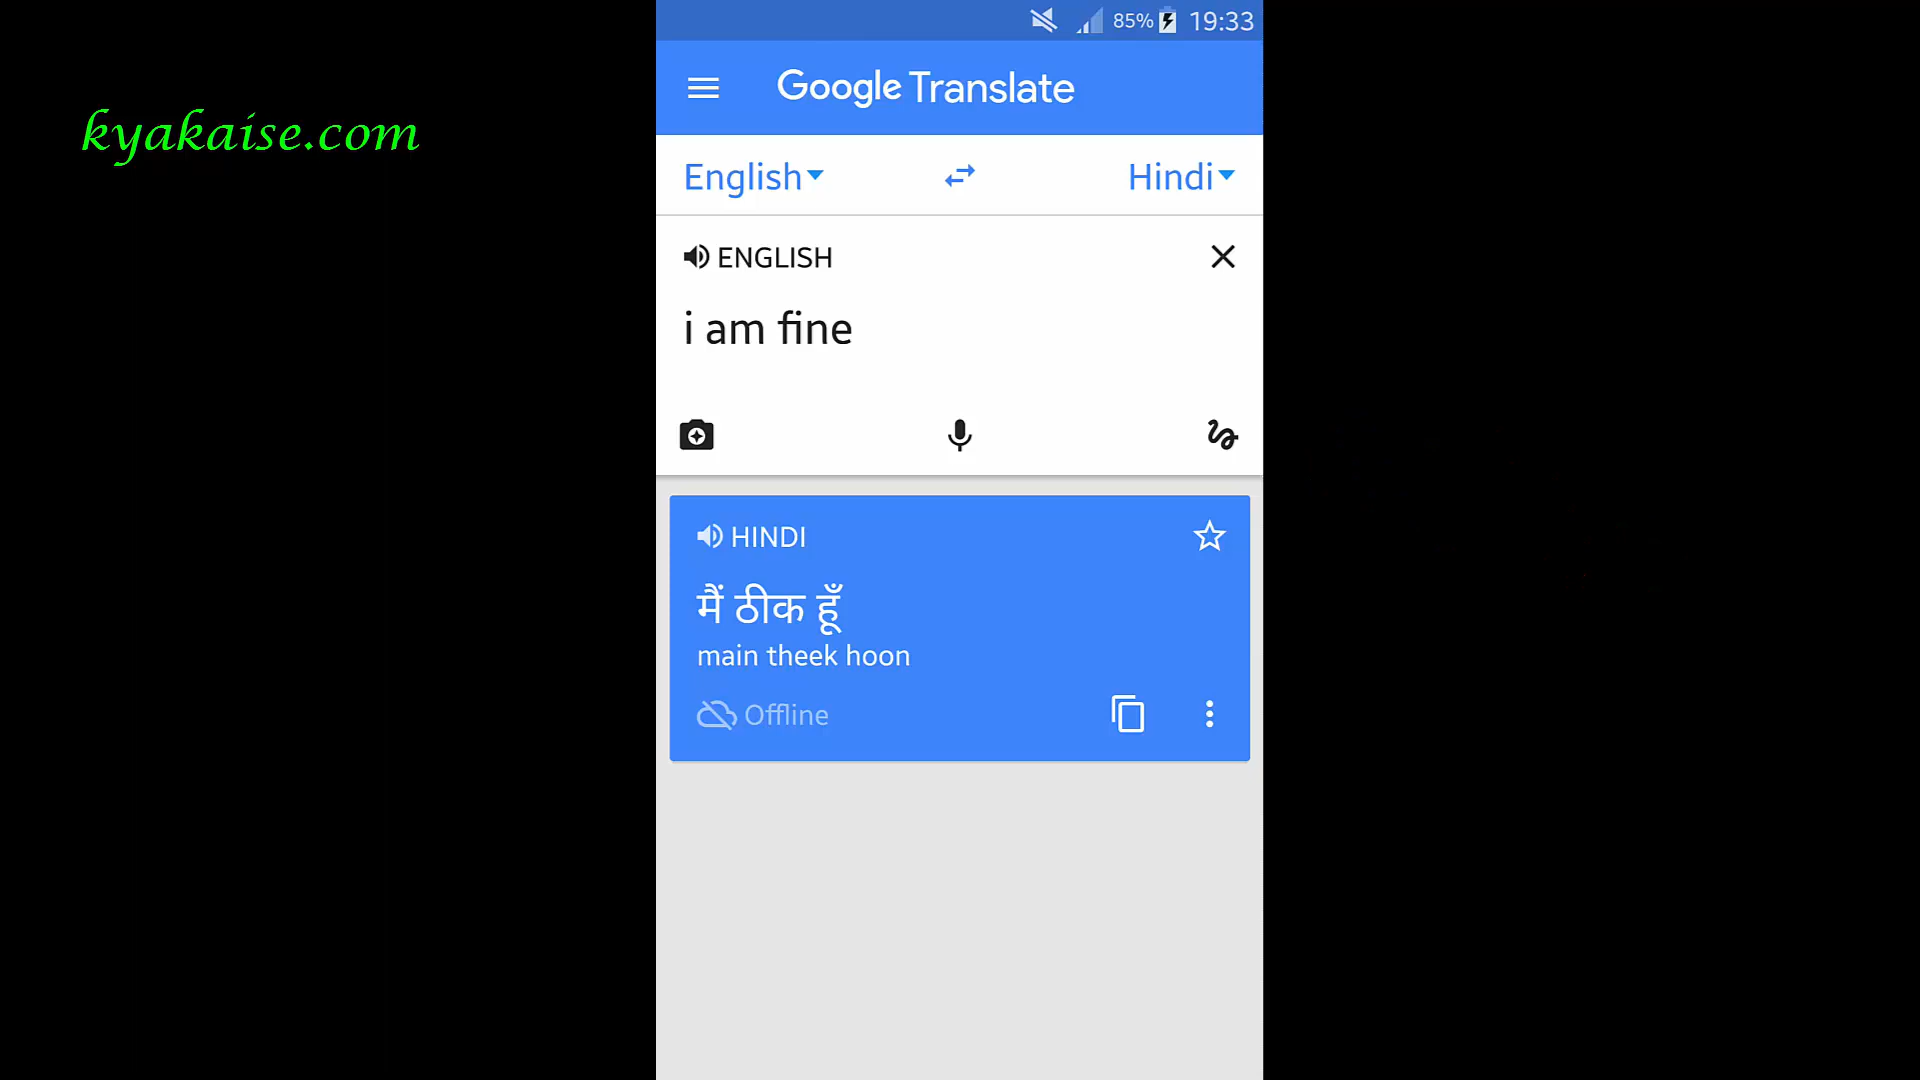 kyakaise.com
85% 19:33
Google Translate
English Hindi
ENGLISH
i am fine
HINDI
मैं ठीक हूँ
main theek hoon
Offline